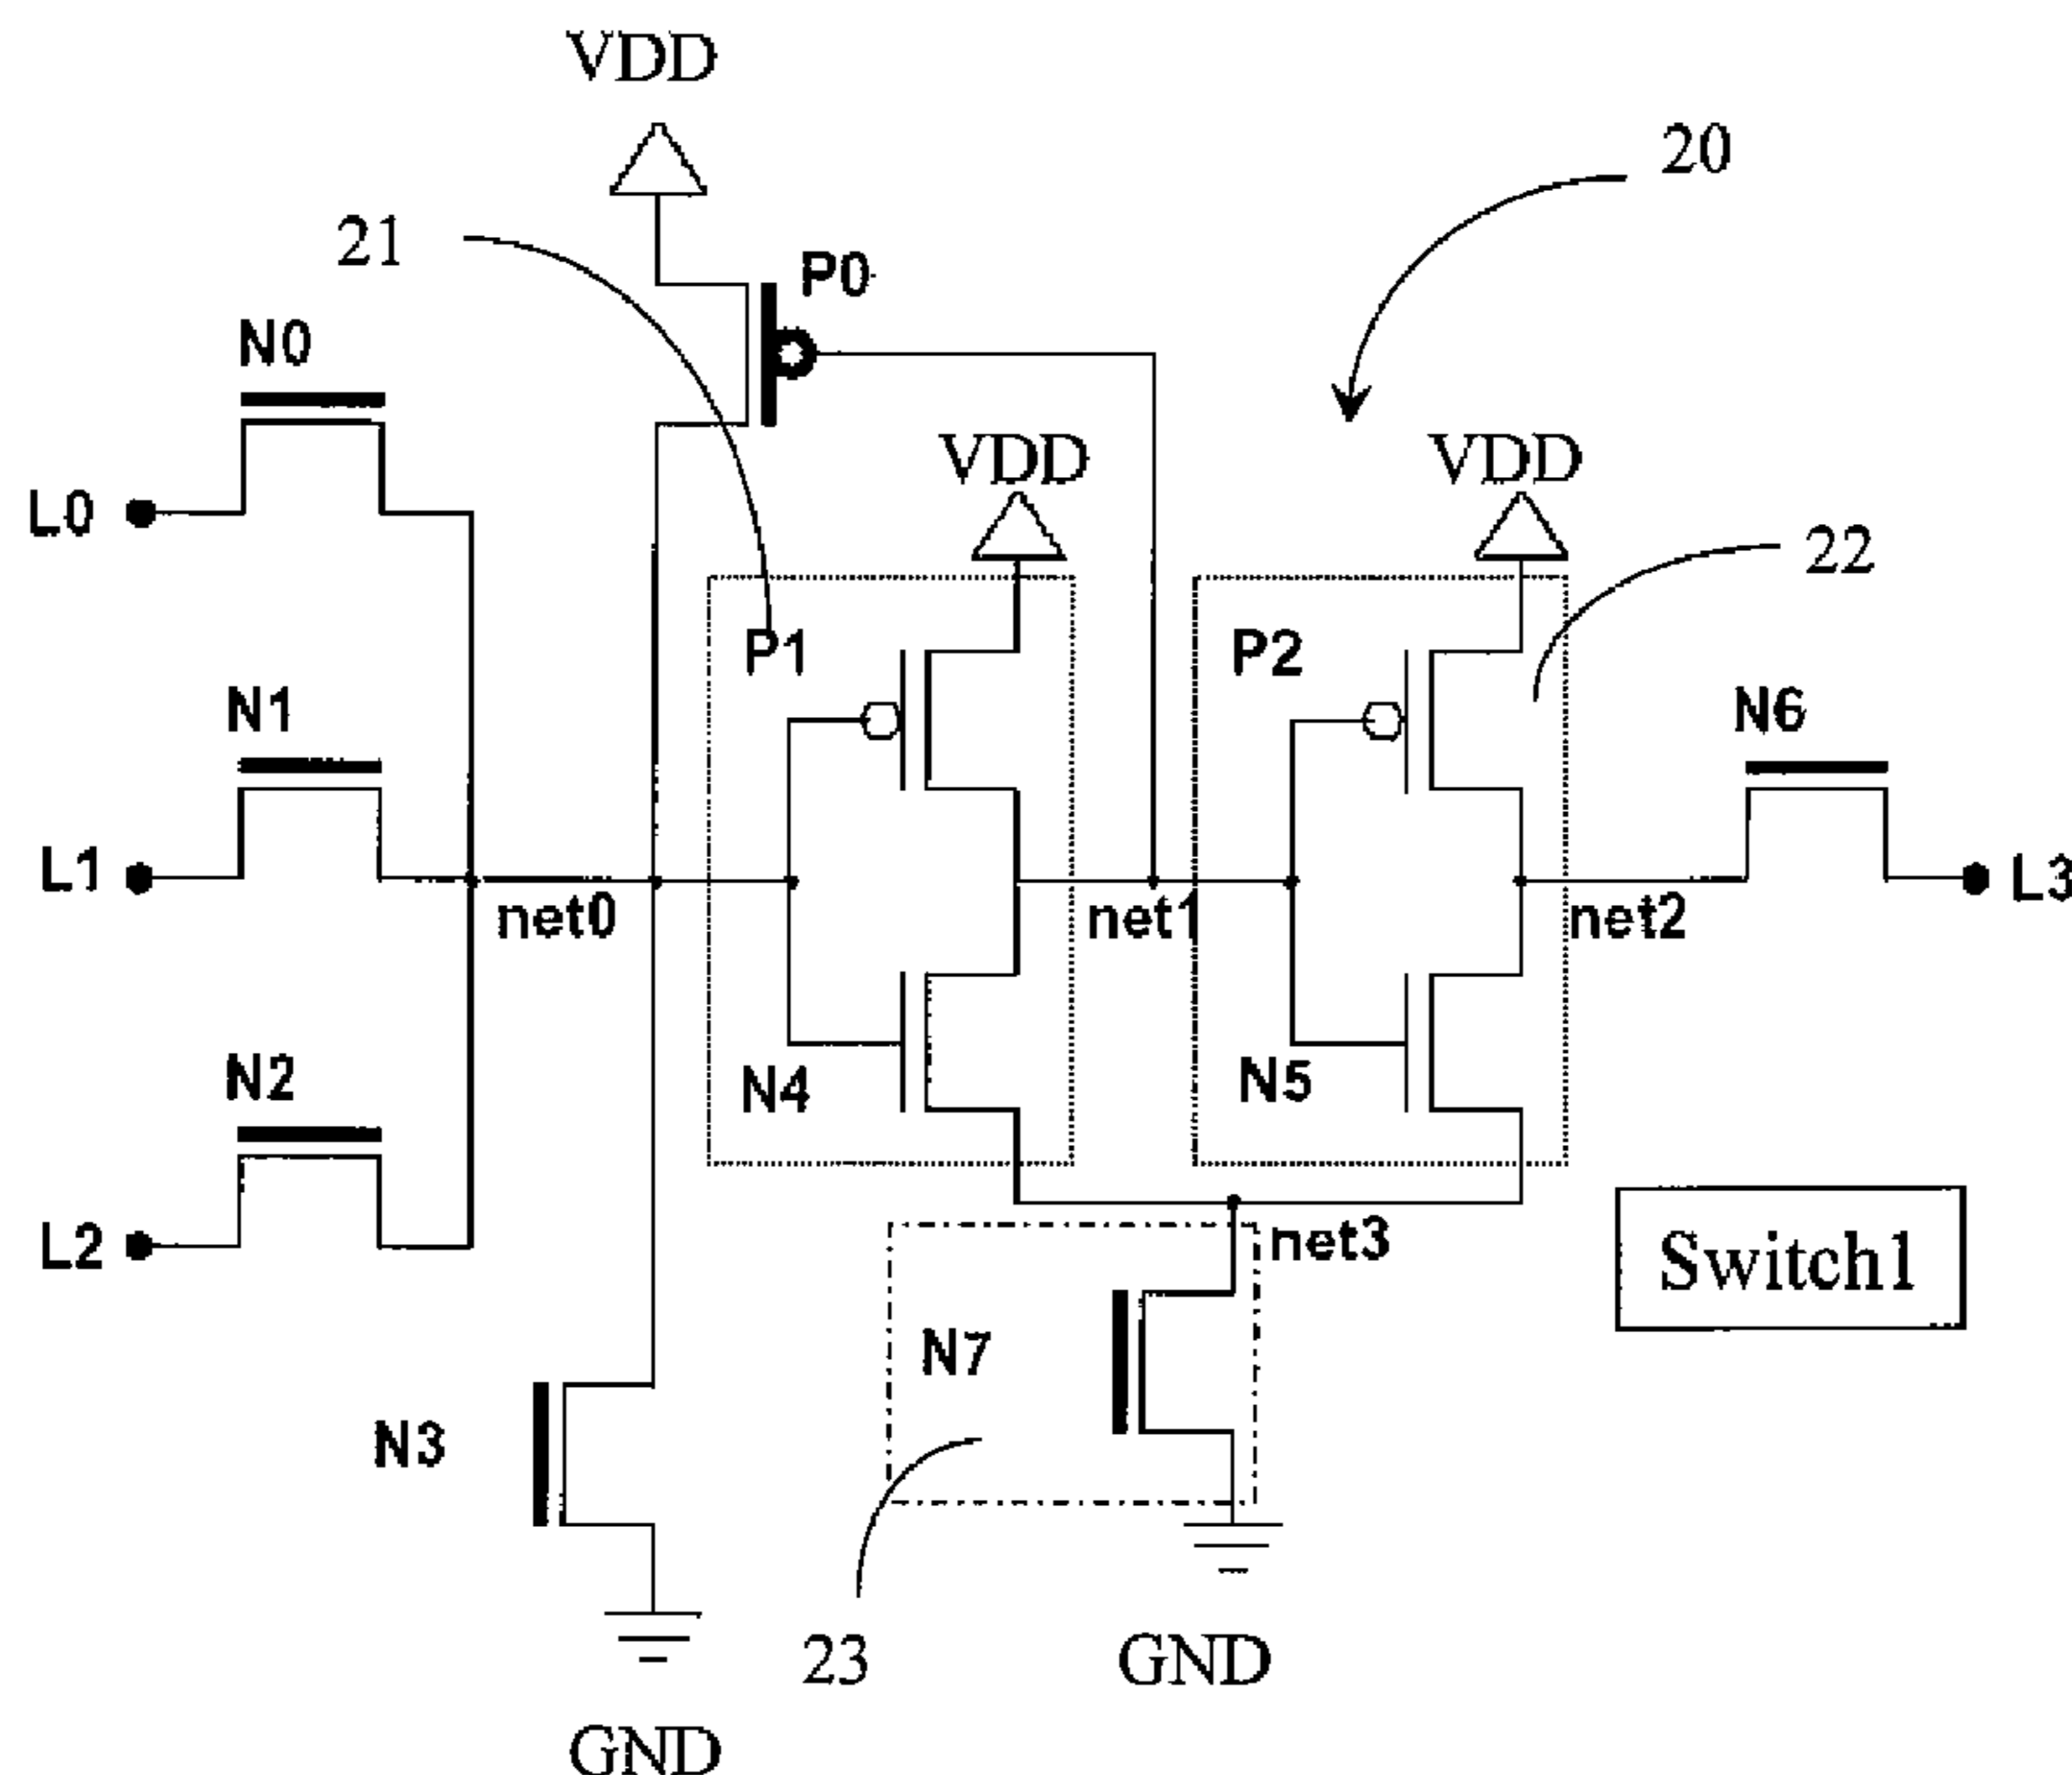 VDD
20
21
P0
N0
VDD
VDD
L0
22
P1
P2
N1
N6
L1
net0
net1
net2
L3
N2
N4
N5
L2
net3
Switch1
N7
N3
23
GND
GND